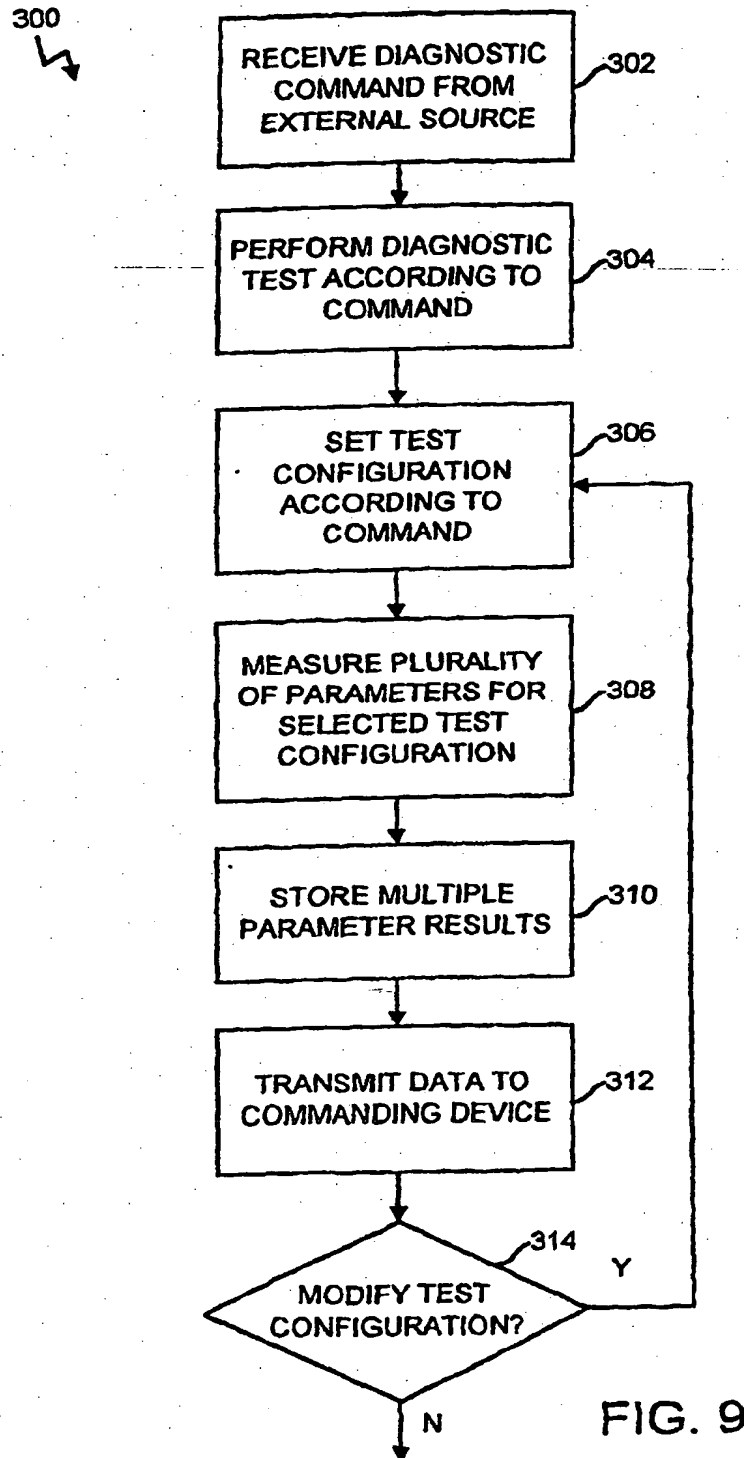 300
RECEIVE DIAGNOSTIC
COMMAND FROM
EXTERNAL SOURCE
302
PERFORM DIAGNOSTIC
TEST ACCORDING TO
COMMAND
304
SET TEST
CONFIGURATION
ACCORDING TO
COMMAND
306
MEASURE PLURALITY
OF PARAMETERS FOR
SELECTED TEST
CONFIGURATION
308
STORE MULTIPLE
PARAMETER RESULTS
310
TRANSMIT DATA TO
COMMANDING DEVICE
312
314
MODIFY TEST
CONFIGURATION?
Y
N
FIG. 9